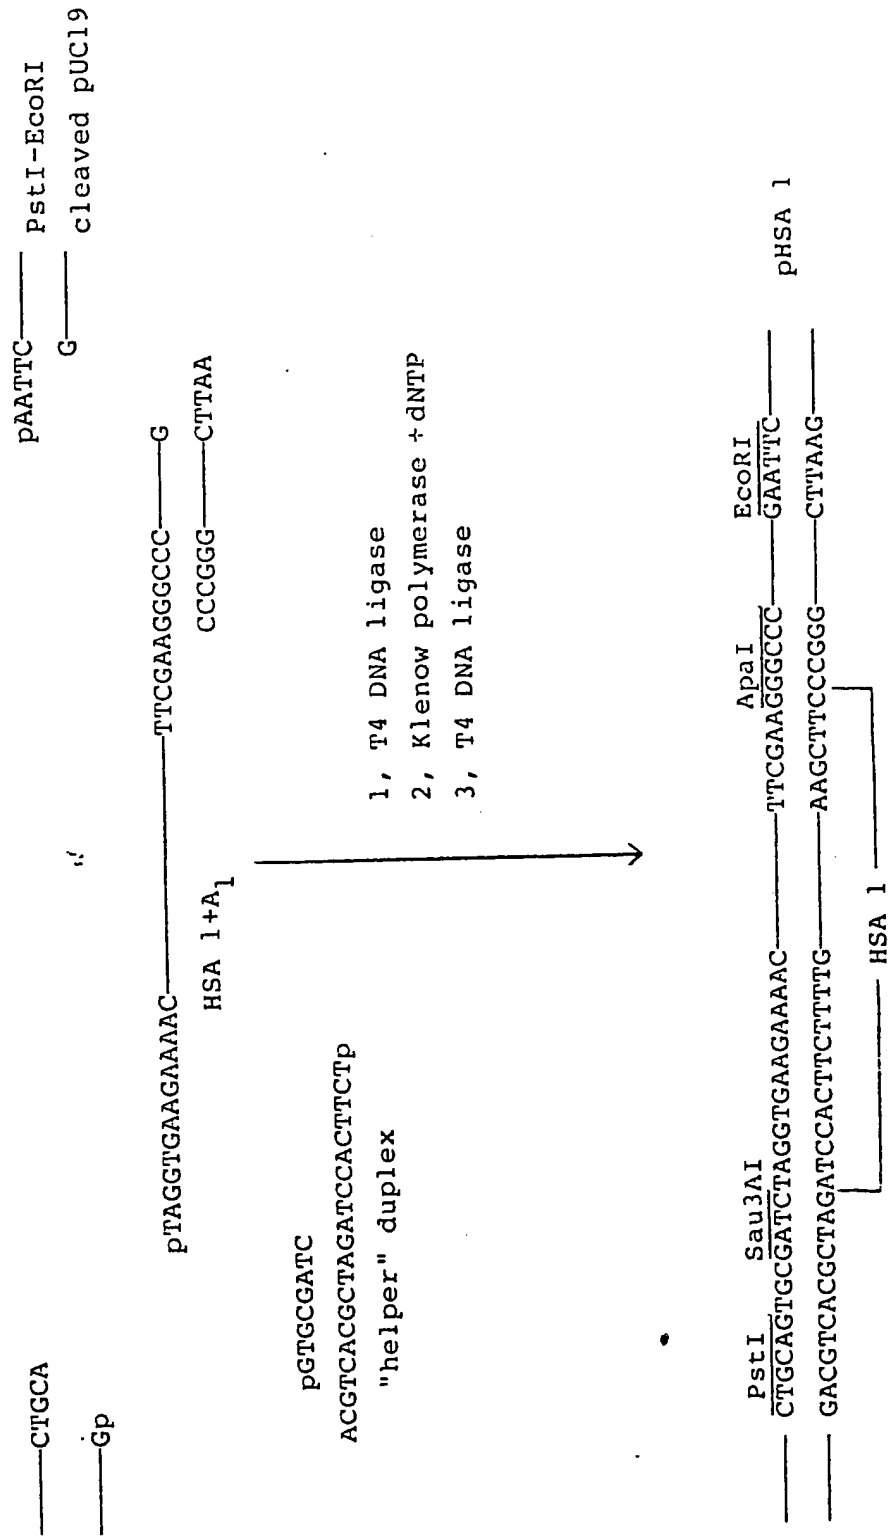 CTGCA
Gp
pAATTC
PstI-EcoRI
G
cleaved pUC19
pTAGGTGAAGAAAAC
TTCGAAGGGCCC
G
HSA 1+A1
CCCGGG
CTTAA
pGTGCGATC
ACGTCACGCTAGATCCACTTCTp
"helper" duplex
1, T4 DNA ligase
2, Klenow polymerase +dNTP
3, T4 DNA ligase
PstI
Sau3AI
ApaI
EcoRI
CTGCAGTGCGATCTAGGTGAAGAAAAC
TTCGAAGGGCCC
GAATTC
GACGTCACGCTAGATCCACTTCTTTTG
AAGCTTCCCGGG
CTTAAG
pHSA 1
HSA 1